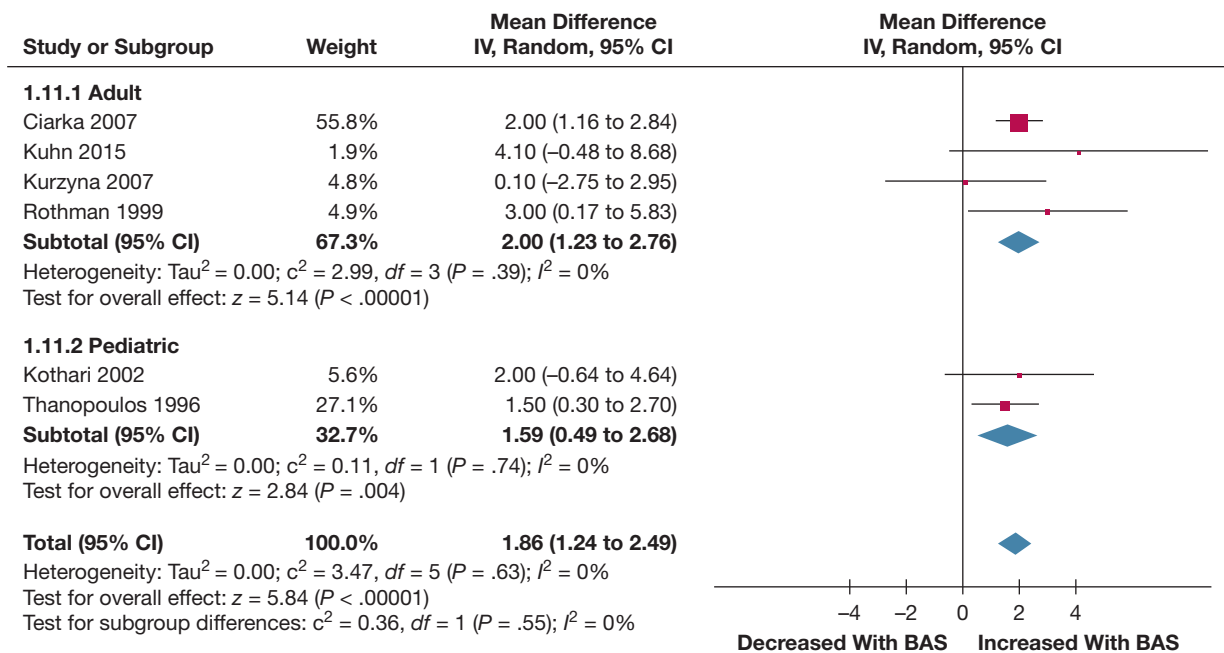 Mean Difference Mean Difference
Study or Subgroup Weight IV, Random, 95% CI IV, Random, 95% CI
1.11.1 Adult
Ciarka 2007 55.8% 2.00 (1.16 to 2.84)
Kuhn 2015 1.9% 4.10 (–0.48 to 8.68)
Kurzyna 2007 4.8% 0.10 (–2.75 to 2.95)
Rothman 1999 4.9% 3.00 (0.17 to 5.83)
Subtotal (95% CI) 67.3% 2.00 (1.23 to 2.76)
Heterogeneity: Tau² = 0.00; c² = 2.99, df = 3 (P = .39); I² = 0%
Test for overall effect: z = 5.14 (P < .00001)
1.11.2 Pediatric
Kothari 2002 5.6% 2.00 (–0.64 to 4.64)
Thanopoulos 1996 27.1% 1.50 (0.30 to 2.70)
Subtotal (95% CI) 32.7% 1.59 (0.49 to 2.68)
Heterogeneity: Tau² = 0.00; c² = 0.11, df = 1 (P = .74); I² = 0%
Test for overall effect: z = 2.84 (P = .004)
Total (95% CI) 100.0% 1.86 (1.24 to 2.49)
Heterogeneity: Tau² = 0.00; c² = 3.47, df = 5 (P = .63); I² = 0%
Test for overall effect: z = 5.84 (P < .00001)
Test for subgroup differences: c² = 0.36, df = 1 (P = .55); I² = 0%
–4 –2 0 2 4
Decreased With BAS Increased With BAS